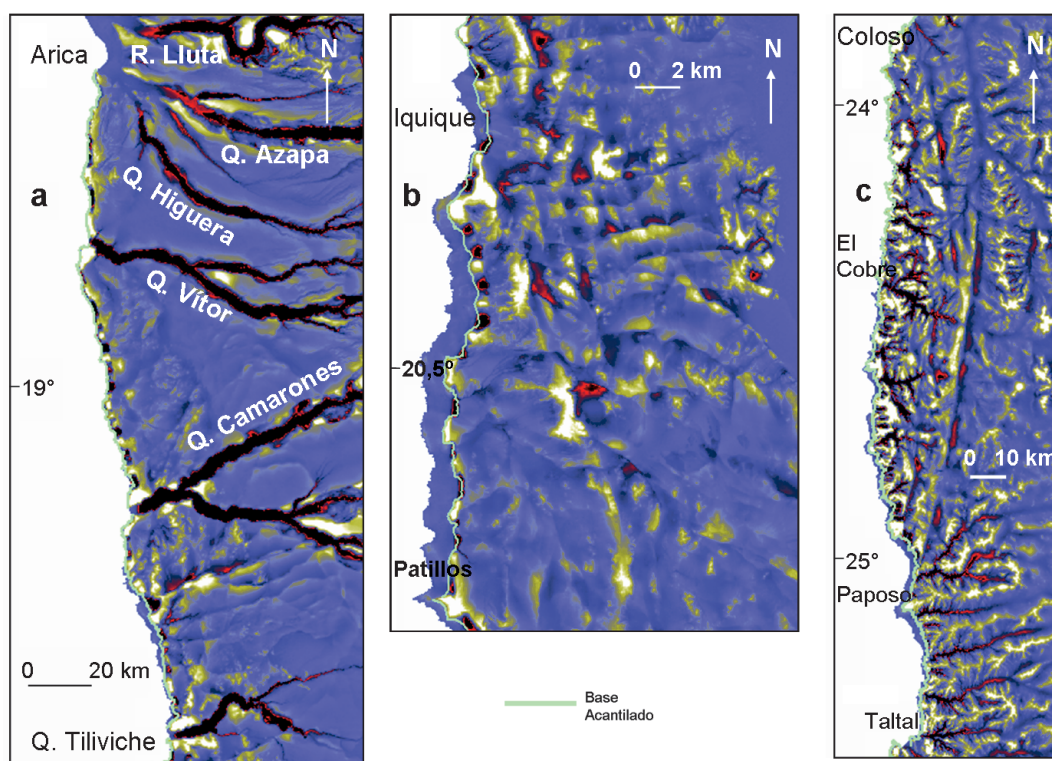 Arica
R. Lluta
N
Q. Azapa
a
Q. Higuera
Q. Vítor
19°
Q. Camarones
0 20 km
Q. Tiliviche
N
0 2 km
Iquique
b
20,5°
Patillos
Base
Acantilado
Coloso
N
24°
c
El
Cobre
0 10 km
25°
Paposo
Taltal